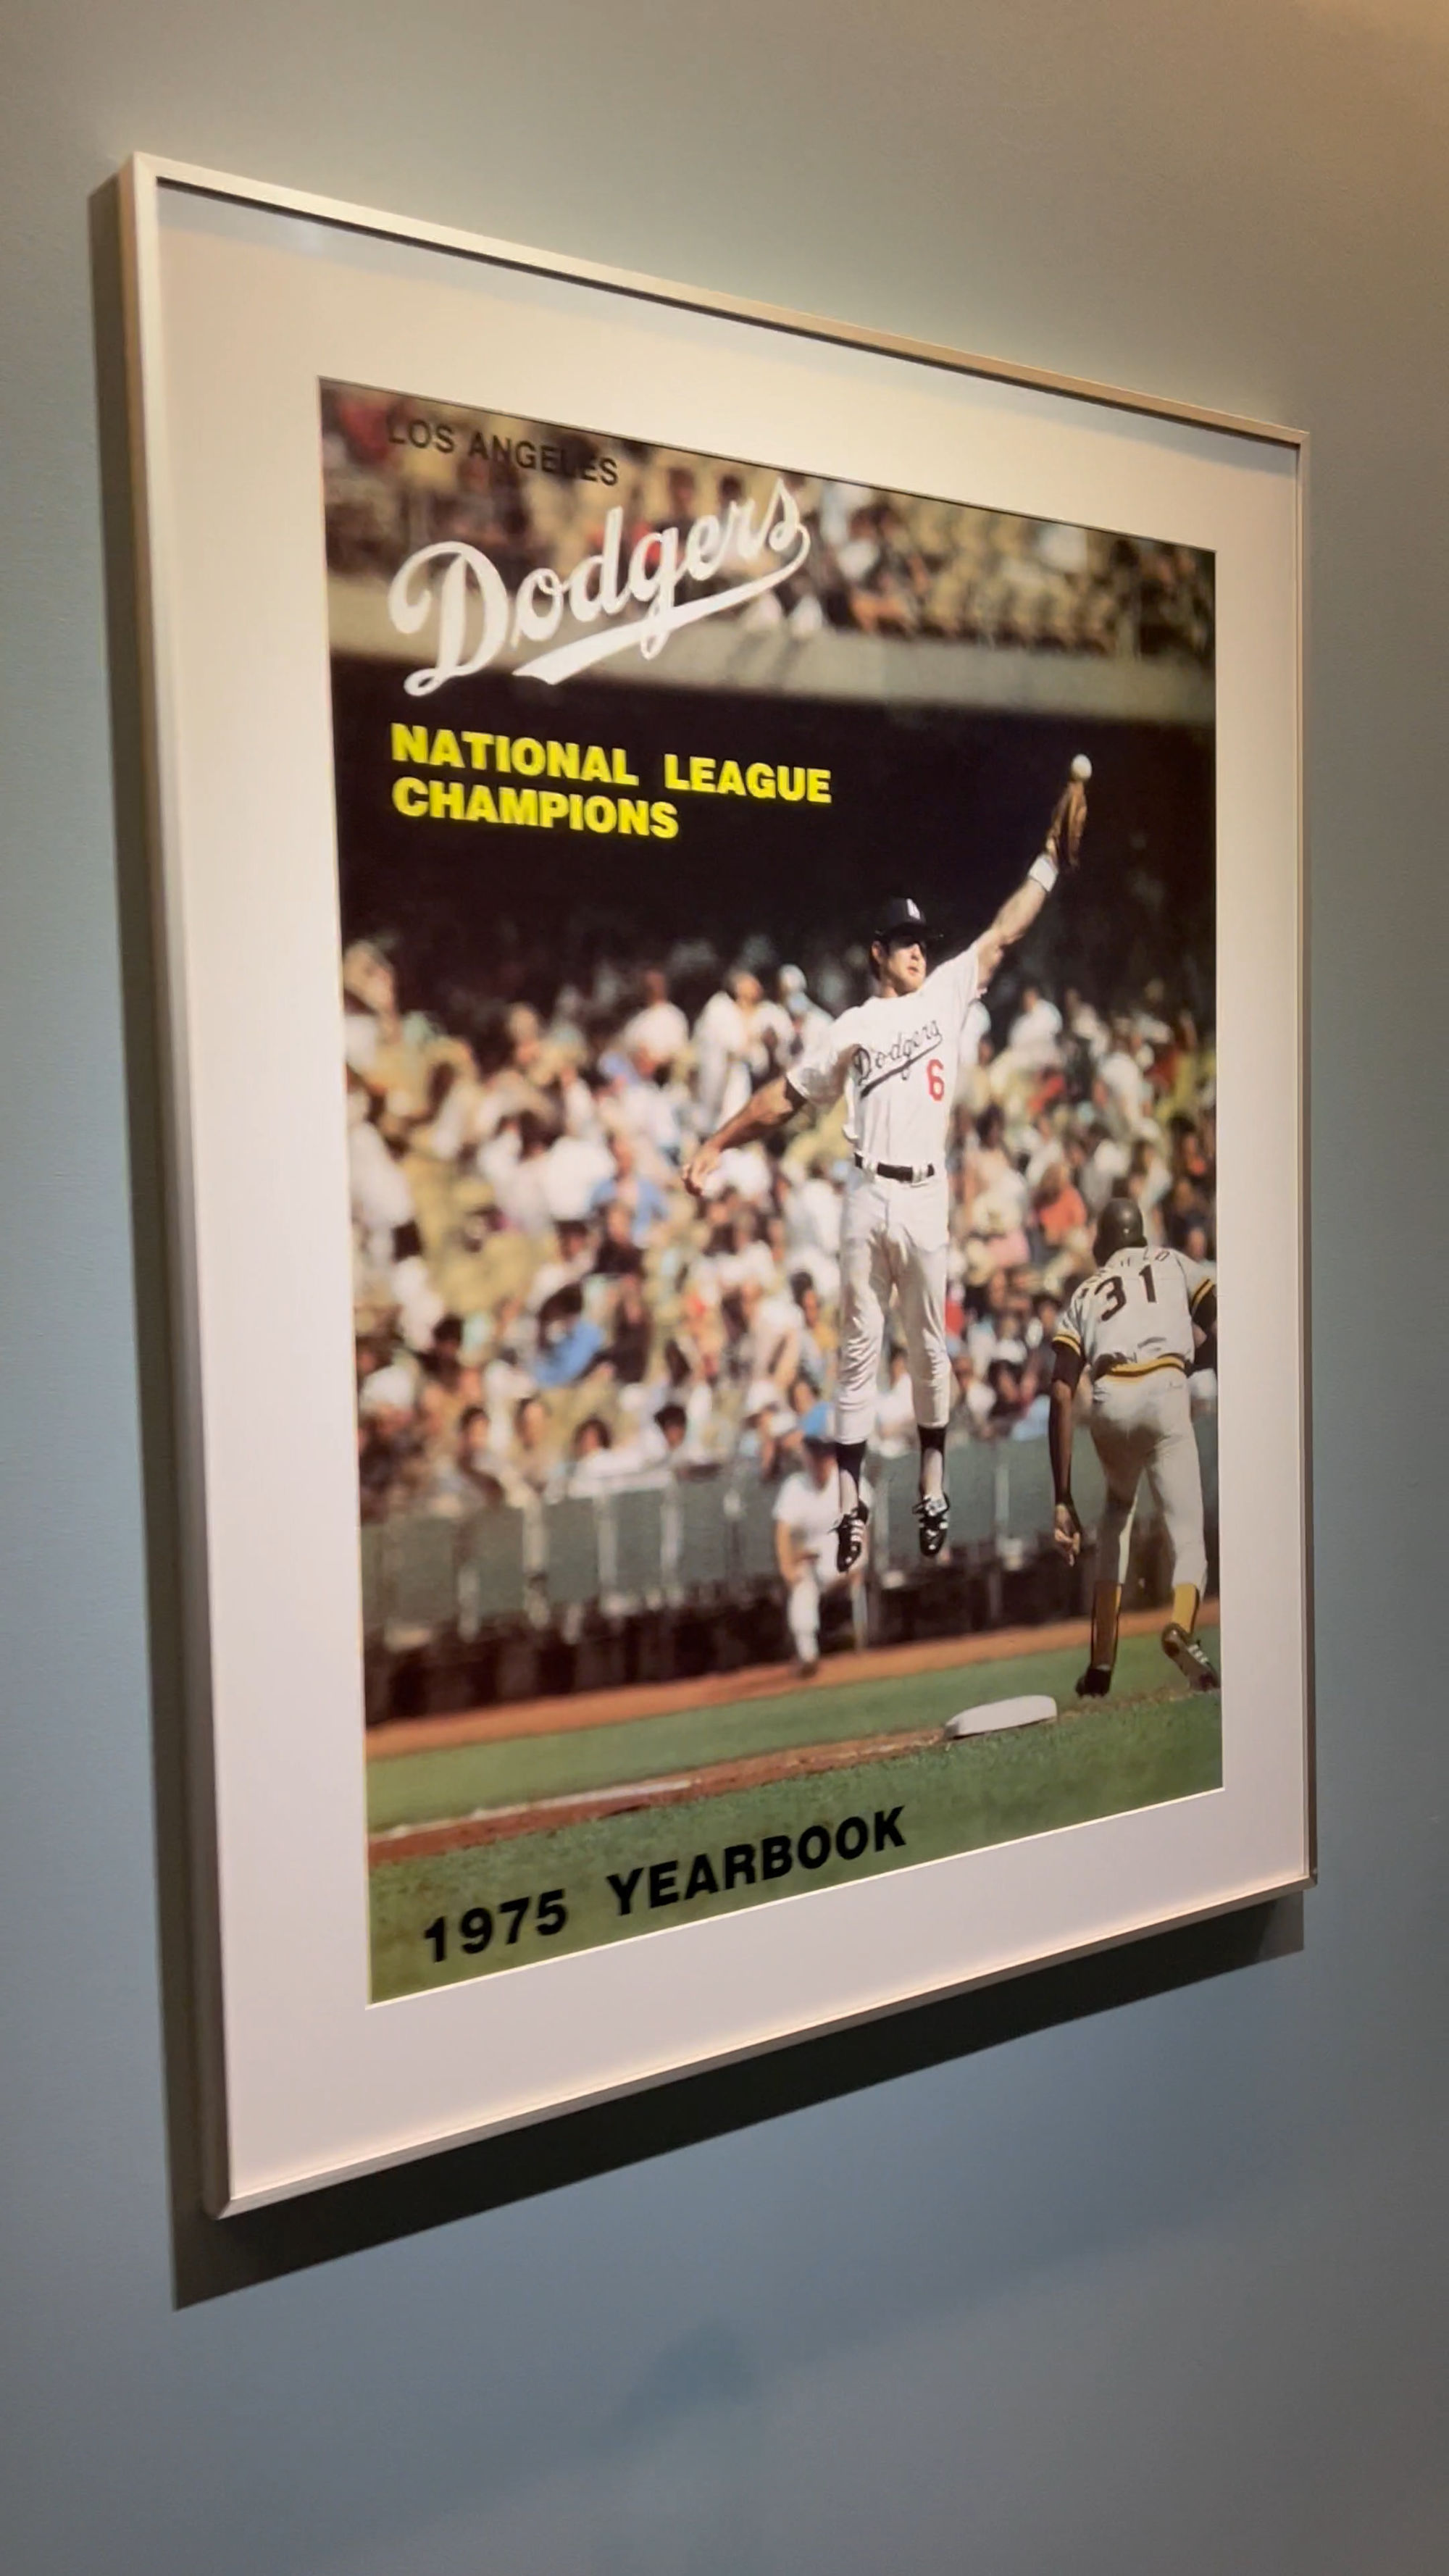 LOS ANGELES
Dodgers
NATIONAL LEAGUE
CHAMPIONS
Dodgers
6
31
1975 YEARBOOK